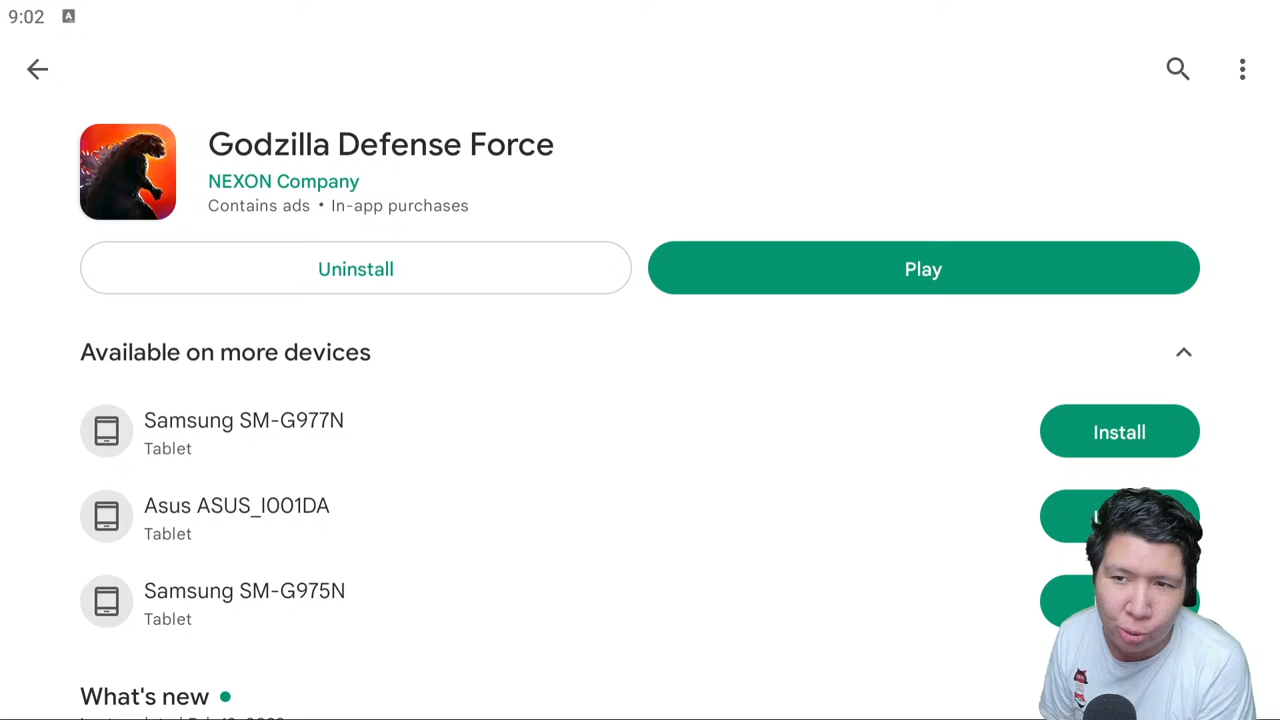 9:02 A
Godzilla Defense Force
NEXON Company
Contains ads • In-app purchases
Uninstall
Play
Available on more devices
Samsung SM-G977N
Tablet
Install
Asus ASUS_I001DA
Tablet
Samsung SM-G975N
Tablet
What's new